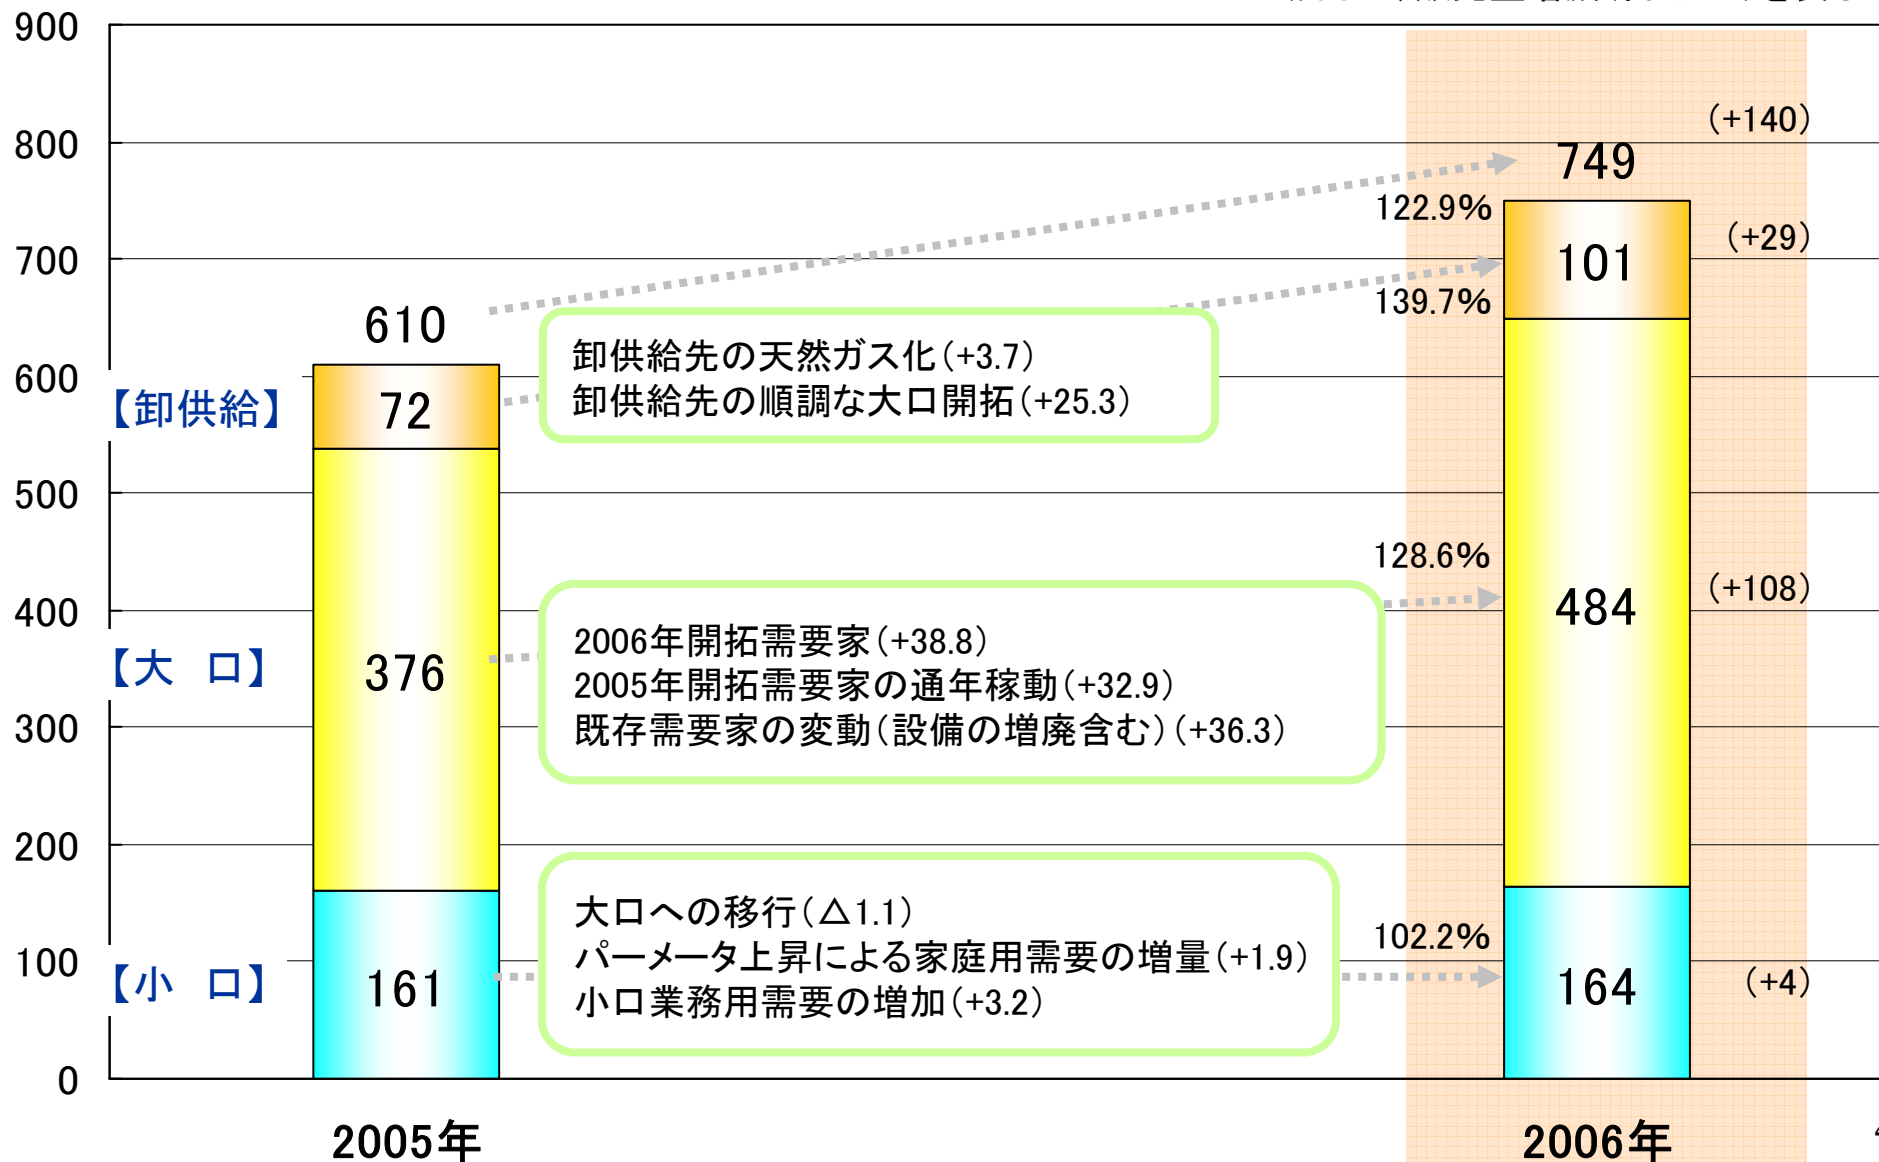 900
800
700
600
500
400
300
200
100
0
(+140)
749
122.9%
(+29)
101
139.7%
610
卸供給先の天然ガス化(+3.7)
卸供給先の順調な大口開拓(+25.3)
【卸供給】
72
128.6%
484
(+108)
2006年開拓需要家(+38.8)
2005年開拓需要家の通年稼動(+32.9)
既存需要家の変動(設備の増廃含む)(+36.3)
【大 口】
376
大口への移行(△1.1)
パーメータ上昇による家庭用需要の増量(+1.9)
小口業務用需要の増加(+3.2)
102.2%
【小 口】
161
164
(+4)
2005年
2006年